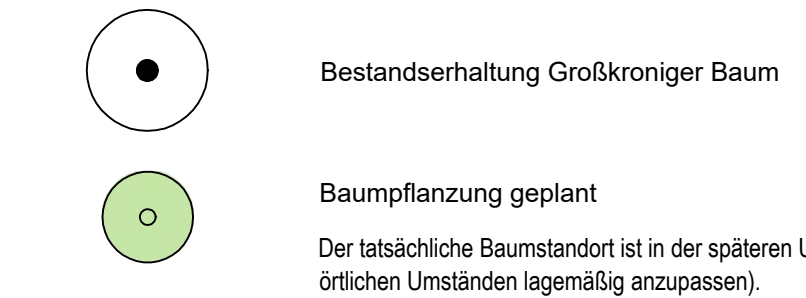 Bestandserhaltung Großkroniger Baum
Baumpflanzung geplant
Der tatsächliche Baumstandort ist in der späteren
örtlichen Umständen lagemäßig anzupassen).